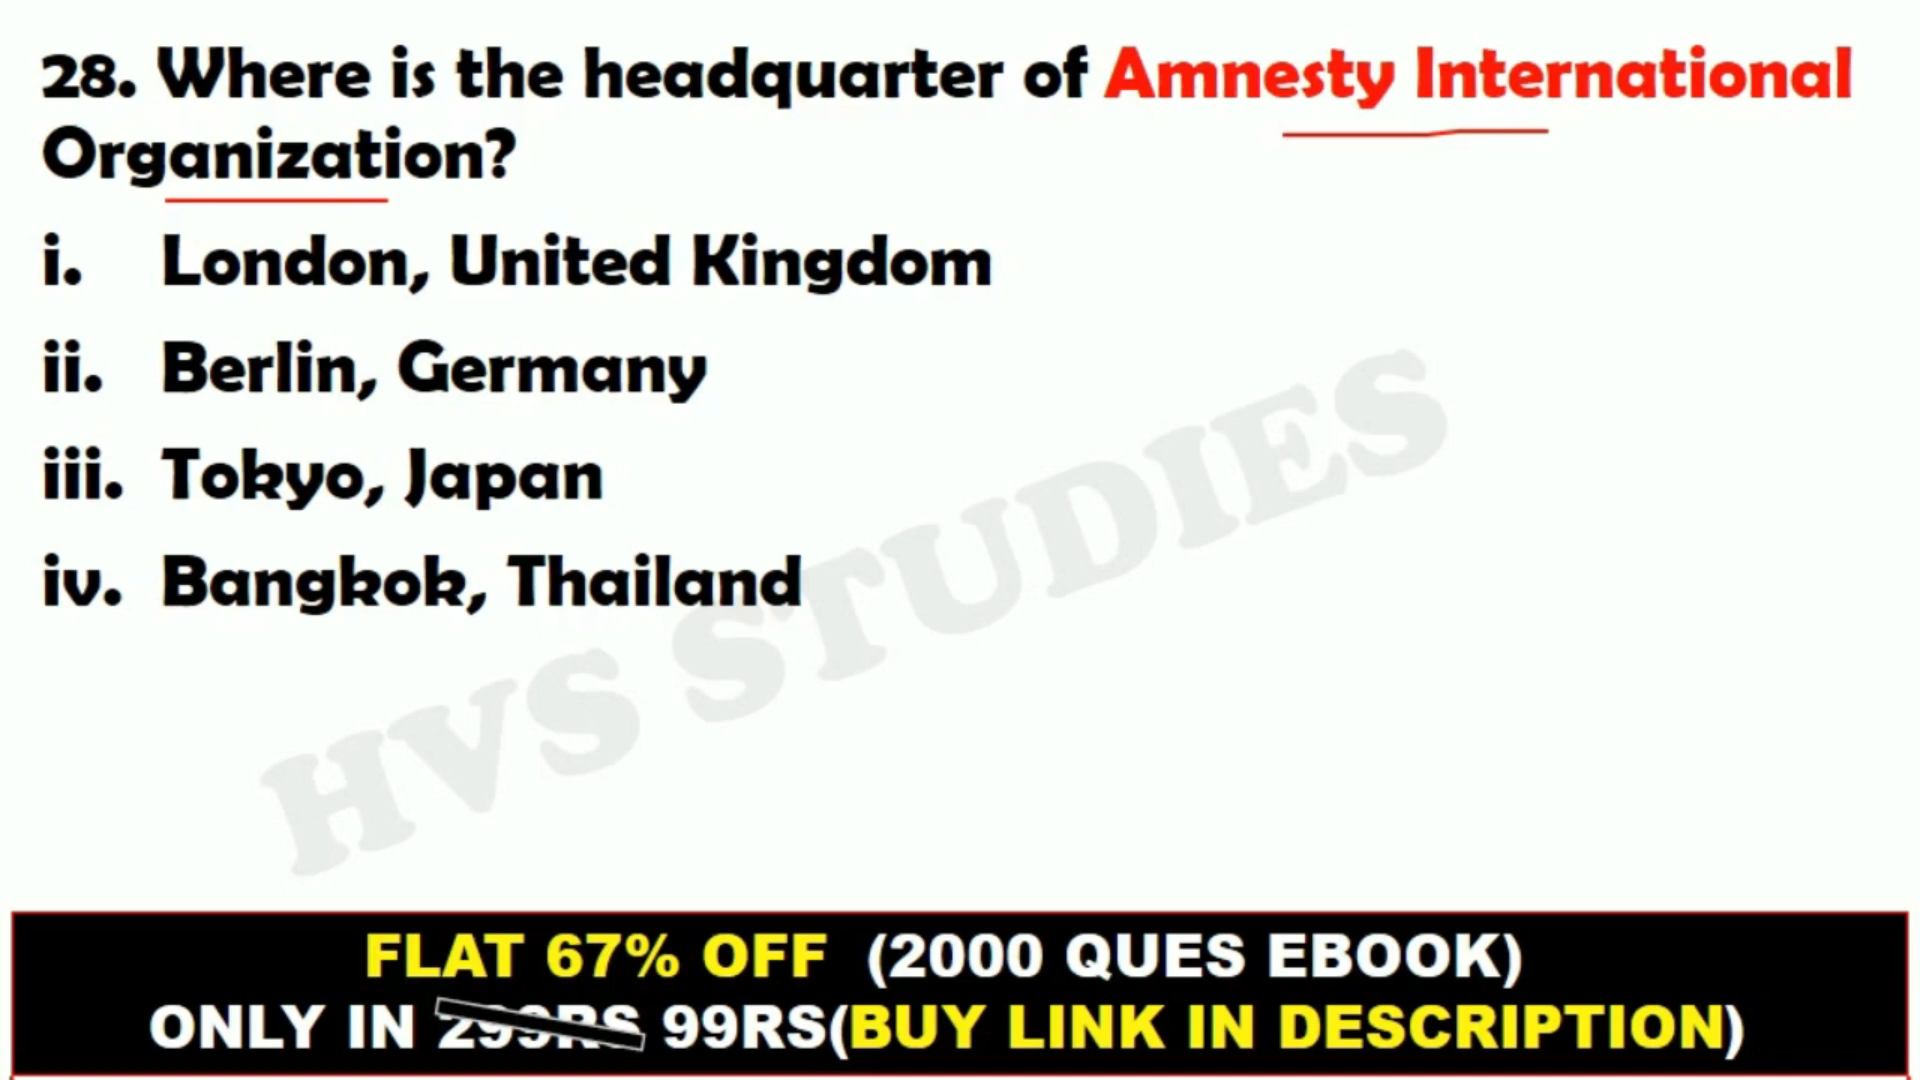 28. Where is the headquarter of Amnesty International
Organization?
i. London, United Kingdom
ii. Berlin, Germany
iii. Tokyo, Japan
iv. Bangkok, Thailand
HVS STUDIES
FLAT 67% OFF (2000 QUES EBOOK)
ONLY IN 299RS 99RS(BUY LINK IN DESCRIPTION)